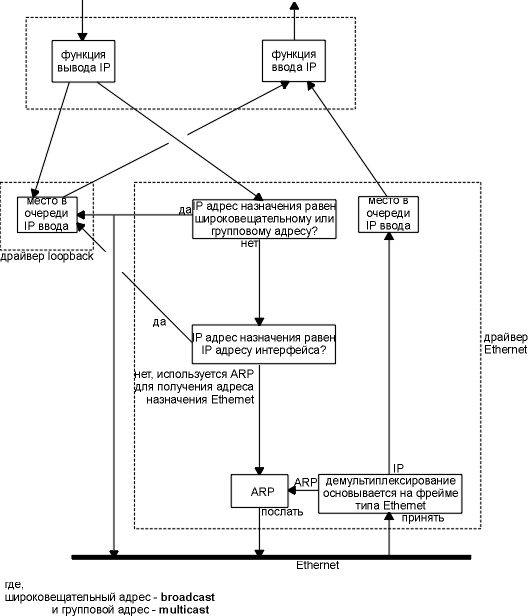 функция
вывода IP
функция
ввода IP
место в
очереди
IP ввода
драйвер loopback
да
IP адрес назначения равен
широковещательному или
групповому адресу?
нет
место в
очереди
IP ввода
да
IP адрес назначения равен
IP адресу интерфейса?
драйвер
Ethernet
нет, используется ARP
для получения адреса
назначения Ethernet
IP
ARP
ARP
демультиплексирование
основывается на фрейме
типа Ethernet
послать
принять
Ethernet
где,
широковещательный адрес - broadcast
и групповой адрес - multicast